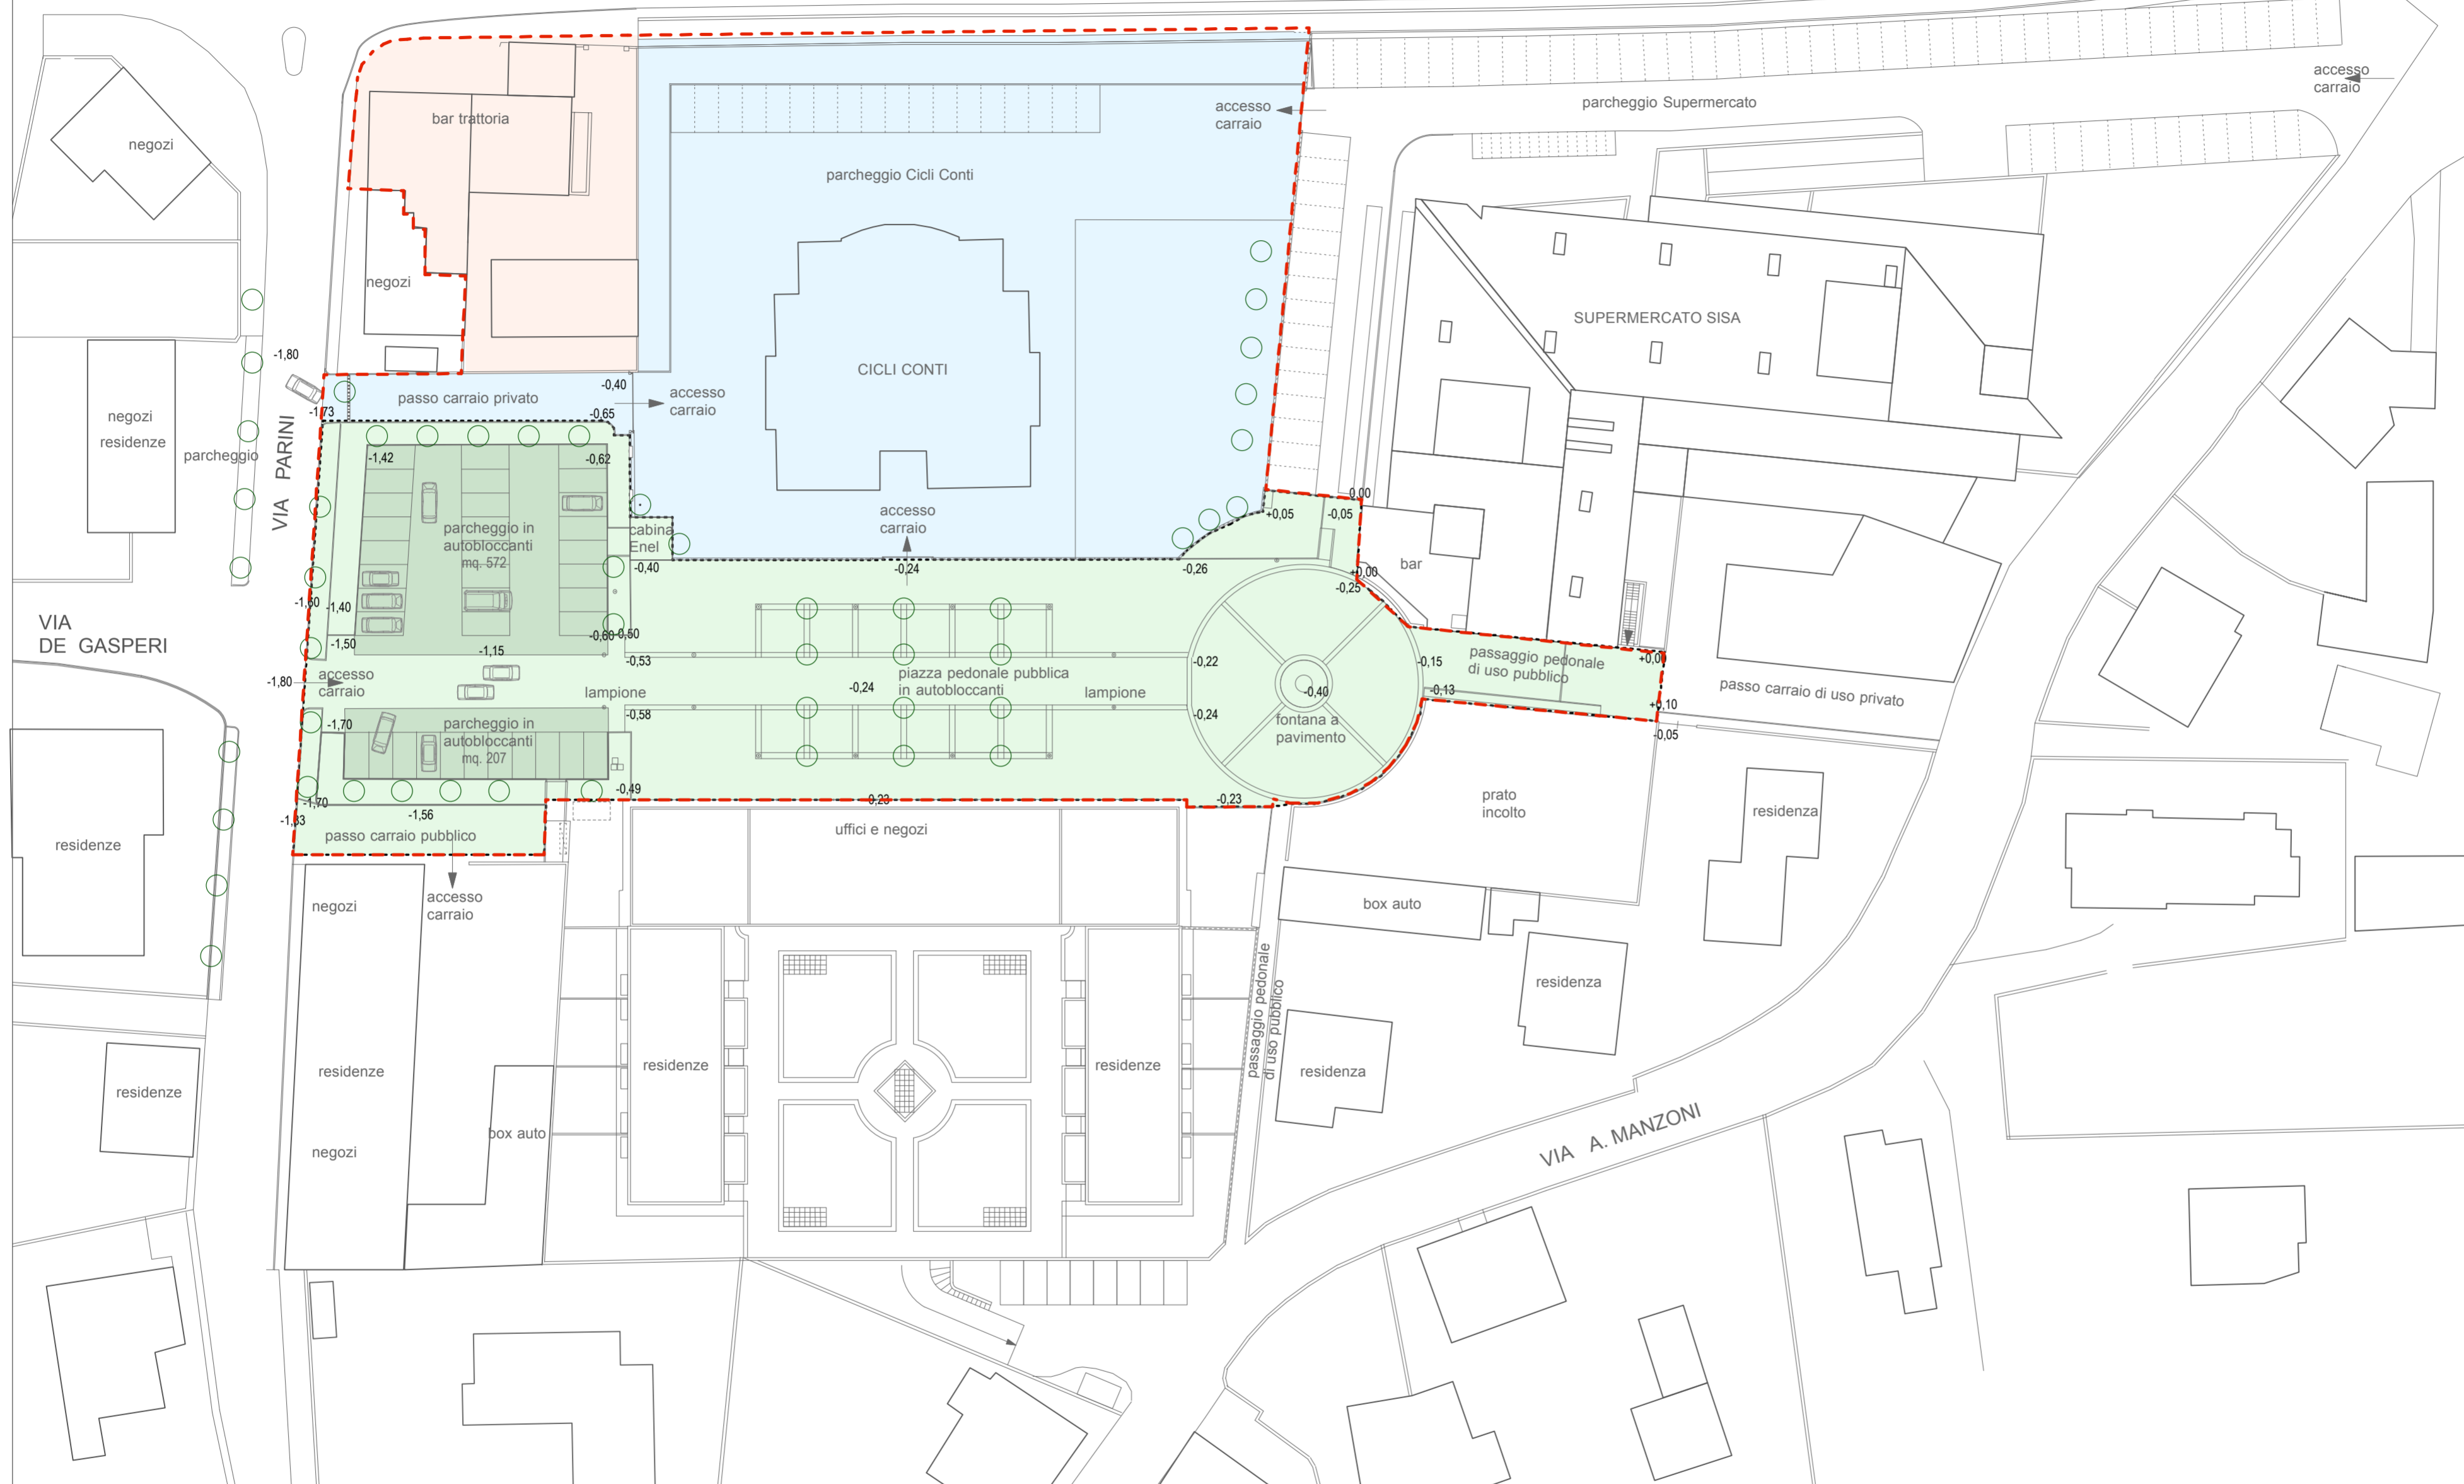 accesso
carraio
parcheggio Supermercato
accesso
carraio
bar trattoria
negozi
parcheggio Cicli Conti
negozi
SUPERMERCATO SISA
-1,80
CICLI CONTI
-0,40
passo carraio privato
accesso
carraio
-1,73
-0,65
negozi
residenze
parcheggio
VIA PARINI
-1,42
-0,62
0,00
+0,05
-0,05
accesso
carraio
parcheggio in
autobloccanti
mq. 572
cabina
Enel
-0,40
-0,24
-0,26
bar
+0,00
-0,25
-1,60
-1,40
VIA
DE GASPERI
-1,50
-1,15
-0,60
-0,50
-0,53
-0,22
-0,15
passaggio pedonale
di uso pubblico
+0,00
accesso
carraio
-1,80
piazza pedonale pubblica
in autobloccanti
-0,24
lampione
lampione
-0,40
-0,13
passo carraio di uso privato
-0,58
-0,24
+0,10
-0,05
-1,70
parcheggio in
autobloccanti
mq. 207
fontana a
pavimento
-0,49
-0,23
-0,23
-1,70
-1,56
passo carraio pubblico
uffici e negozi
prato
incolto
residenza
residenze
negozi
accesso
carraio
box auto
passaggio pedonale
di uso pubblico
residenza
residenze
residenze
residenze
residenza
residenze
box auto
negozi
VIA A. MANZONI